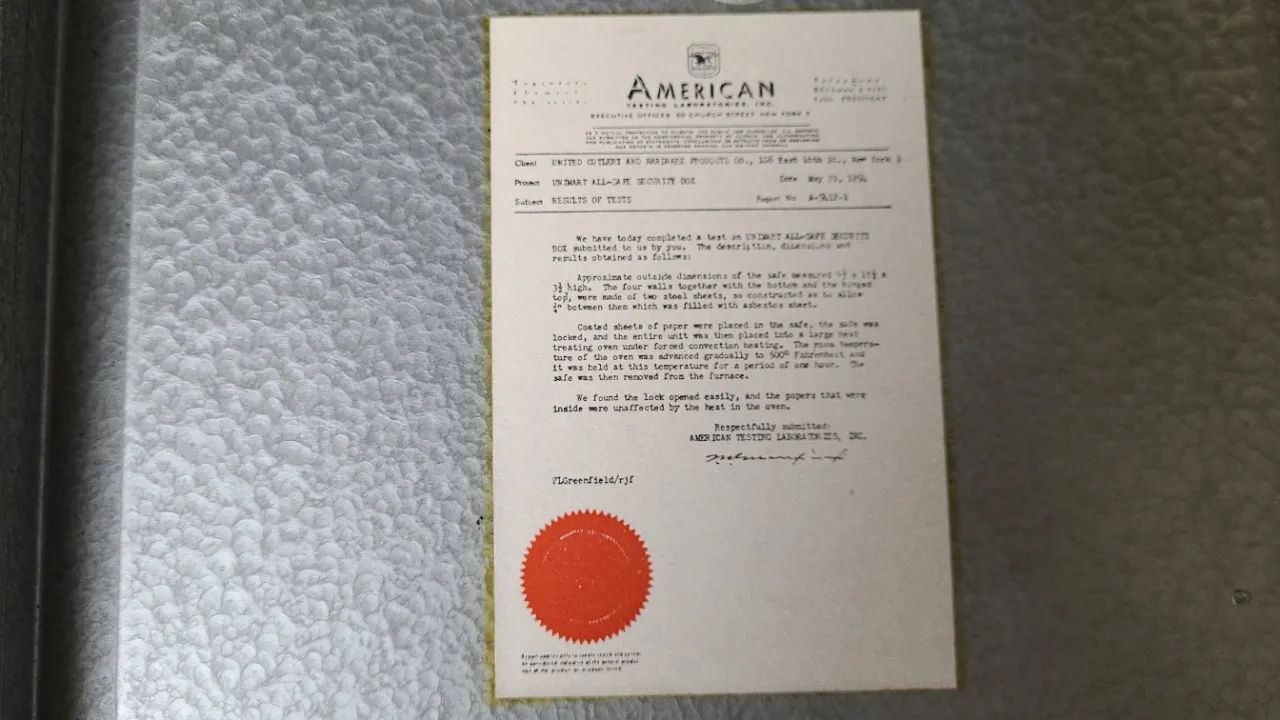 AMERICAN
TESTING LABORATORIES, INC.
EXECUTIVE OFFICES 50 CHURCH STREET NEW YORK 7
Client UNITED CUTLERY AND HARDWARE PRODUCTS CO., 108 East 16th St., New York
Project UNIMART ALL-SAFE SECURITY BOX Date May
Subject RESULTS OF TESTS Report No
We have today completed a test on UNIMART ALL-SAFE SECURITY
BOX submitted to us by you. The description, dimensions and
results obtained as follows:
Approximate outside dimensions of the safe measured x
3½ high. The four walls together with the bottom and the hinged
top, were made of two steel sheets, so constructed as to allow
between them which was filled with asbestos sheet.
Coated sheets of paper were placed in the safe, the safe was
locked, and the entire unit was then placed into a large heat
treating oven under forced convection heating. The room tempera-
ture of the oven was advanced gradually to 500° Fahrenheit and
it was held at this temperature for a period of one hour. The
safe was then removed from the furnace.
We found the lock opened easily, and the papers that were
inside were unaffected by the heat in the oven.
Respectfully submitted:
AMERICAN TESTING LABORATORIES, INC.
FLGreenfield/rjf